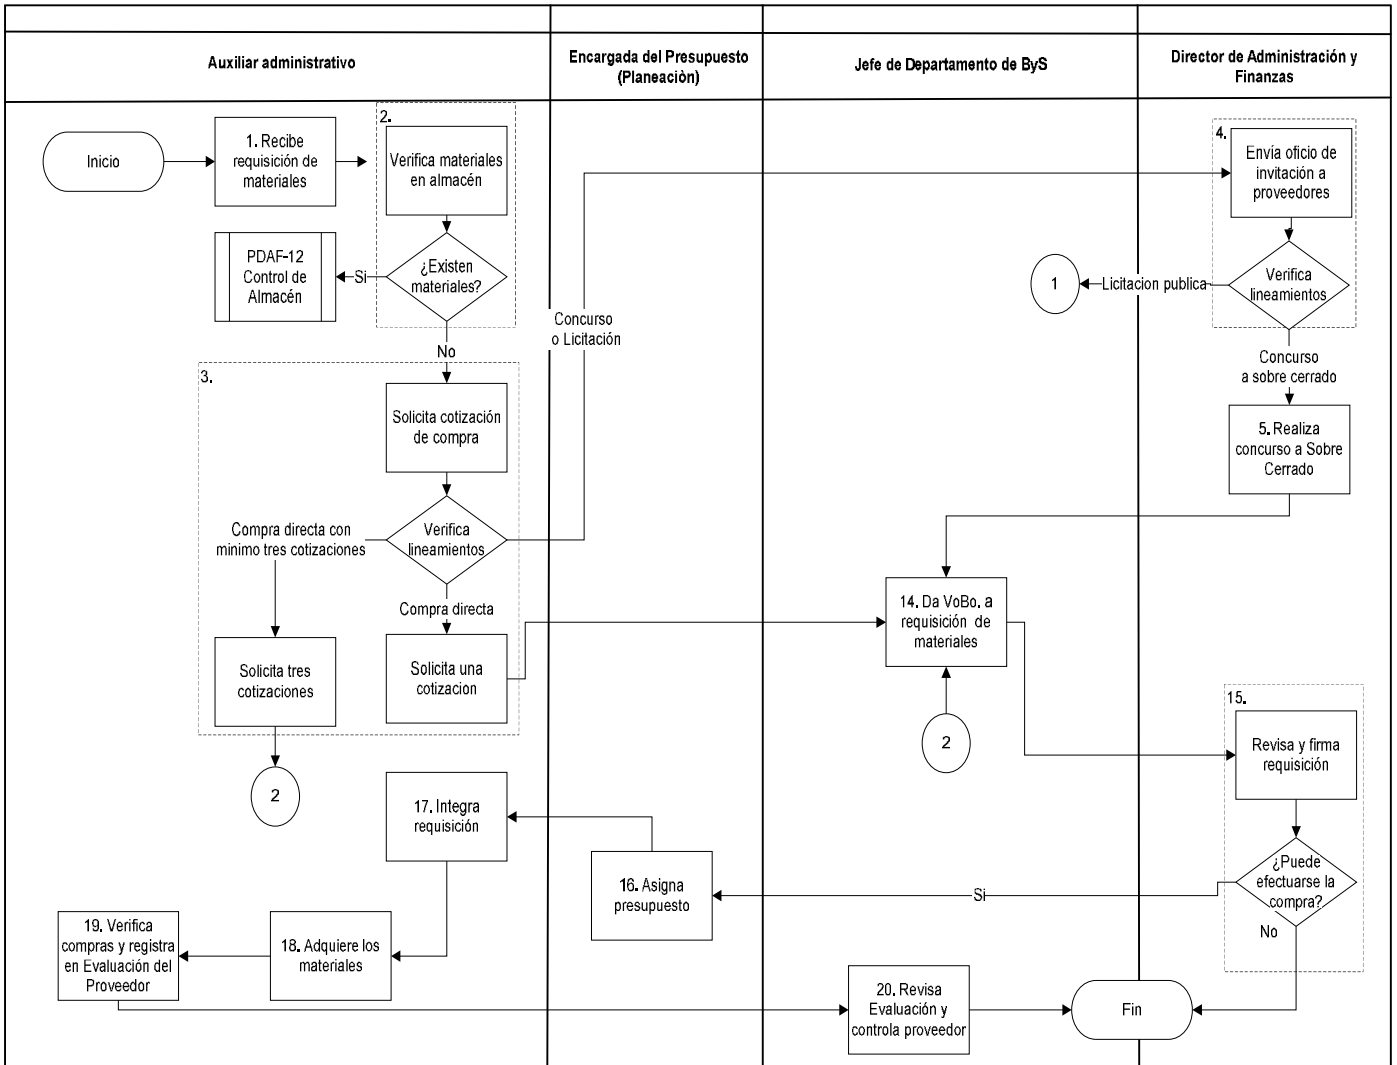 Auxiliar administrativo
Encargada del Presupuesto
(Planeaciòn)
Jefe de Departamento de ByS
Director de Administración y
Finanzas
Inicio
1. Recibe
requisición de
materiales
2.
Verifica materiales
en almacén
¿Existen
materiales?
Si
PDAF-12
Control de
Almacén
No
3.
Solicita cotización
de compra
Verifica
lineamientos
Compra directa con
minimo tres cotizaciones
Compra directa
Solicita tres
cotizaciones
Solicita una
cotizacion
2
Concurso
o Licitación
4.
Envía oficio de
invitación a
proveedores
Verifica
lineamientos
Licitacion publica
1
Concurso
a sobre cerrado
5. Realiza
concurso a Sobre
Cerrado
14. Da VoBo. a
requisición de
materiales
2
15.
Revisa y firma
requisición
¿Puede
efectuarse la
compra?
Si
No
16. Asigna
presupuesto
17. Integra
requisición
18. Adquiere los
materiales
19. Verifica
compras y registra
en Evaluación del
Proveedor
20. Revisa
Evaluación y
controla proveedor
Fin